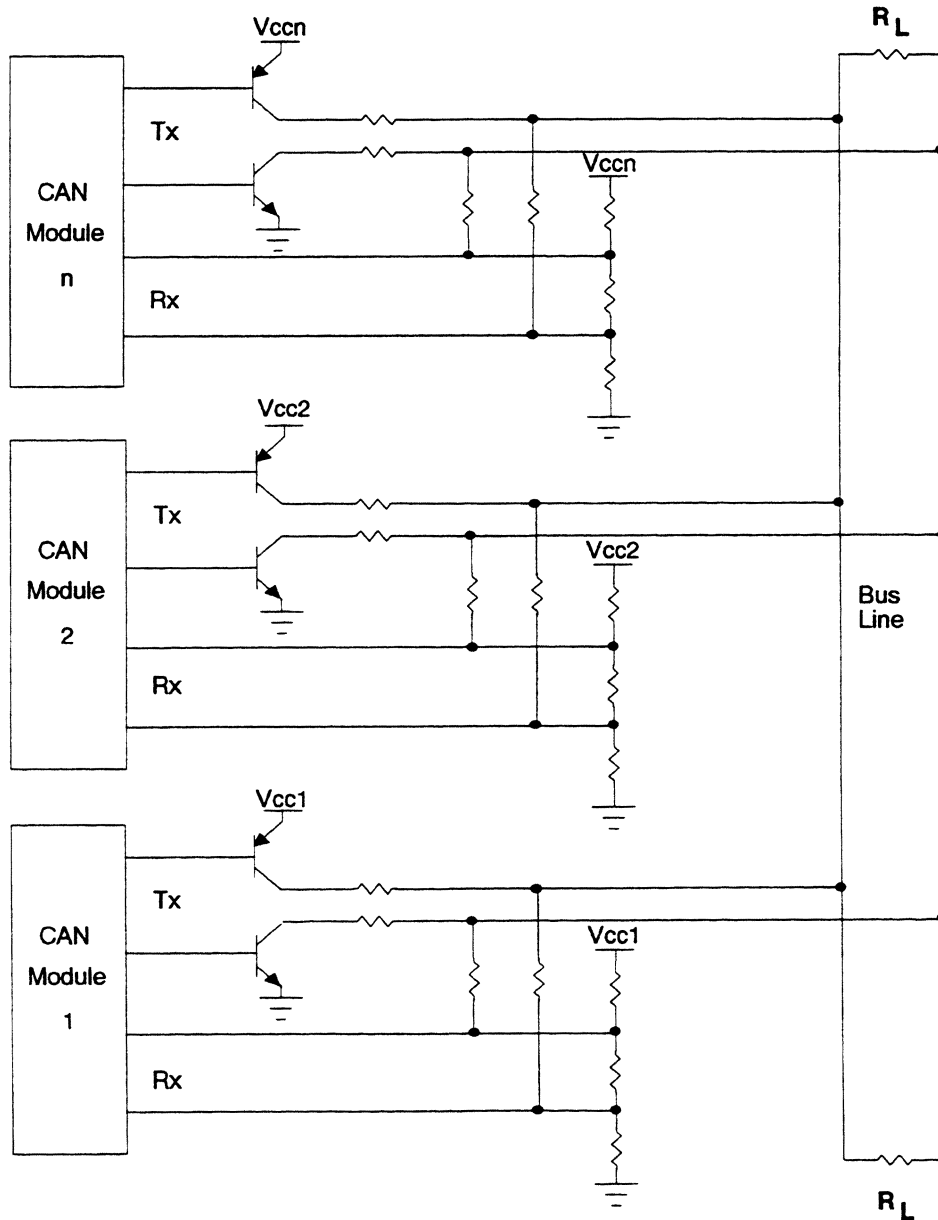 R L
Vccn
Tx
Vccn
CAN
Module
n
Rx
Vcc2
Tx
Vcc2
CAN
Module
2
Bus
Line
Rx
Vcc1
Tx
Vcc1
CAN
Module
1
Rx
R L